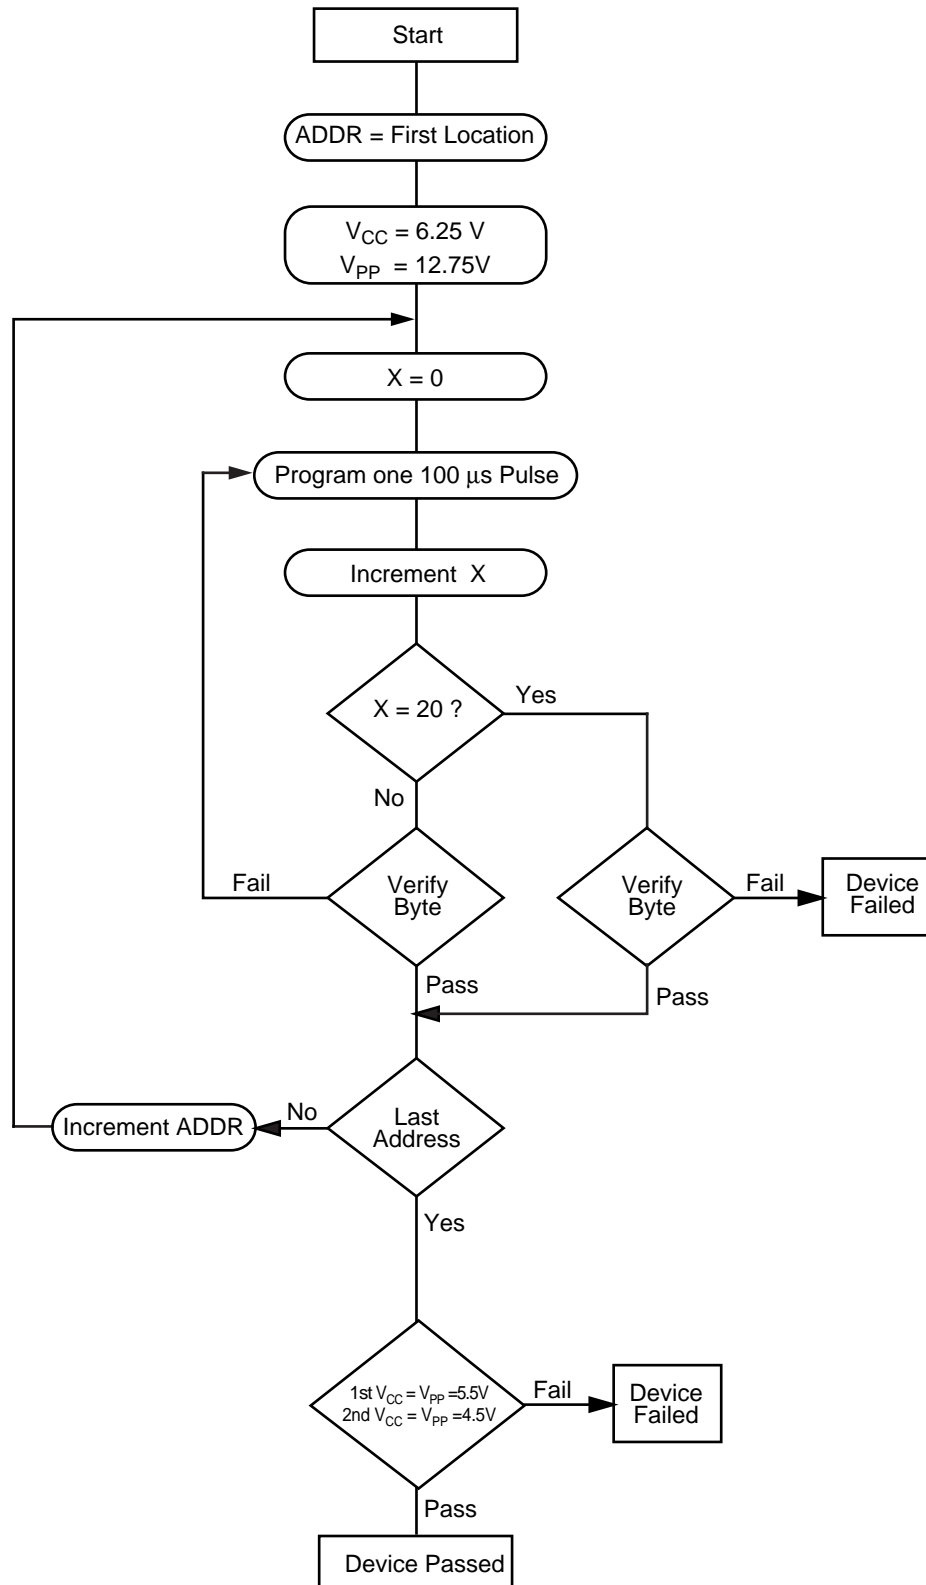 Start
ADDR = First Location
VCC = 6.25 V
VPP = 12.75V
X = 0
Program one 100 μs Pulse
Increment X
X = 20 ?
Yes
No
Fail
Verify
Byte
Verify
Byte
Fail
Device
Failed
Pass
Pass
Increment ADDR
No
Last
Address
Yes
1st VCC = VPP =5.5V
2nd VCC = VPP =4.5V
Fail
Device
Failed
Pass
Device Passed